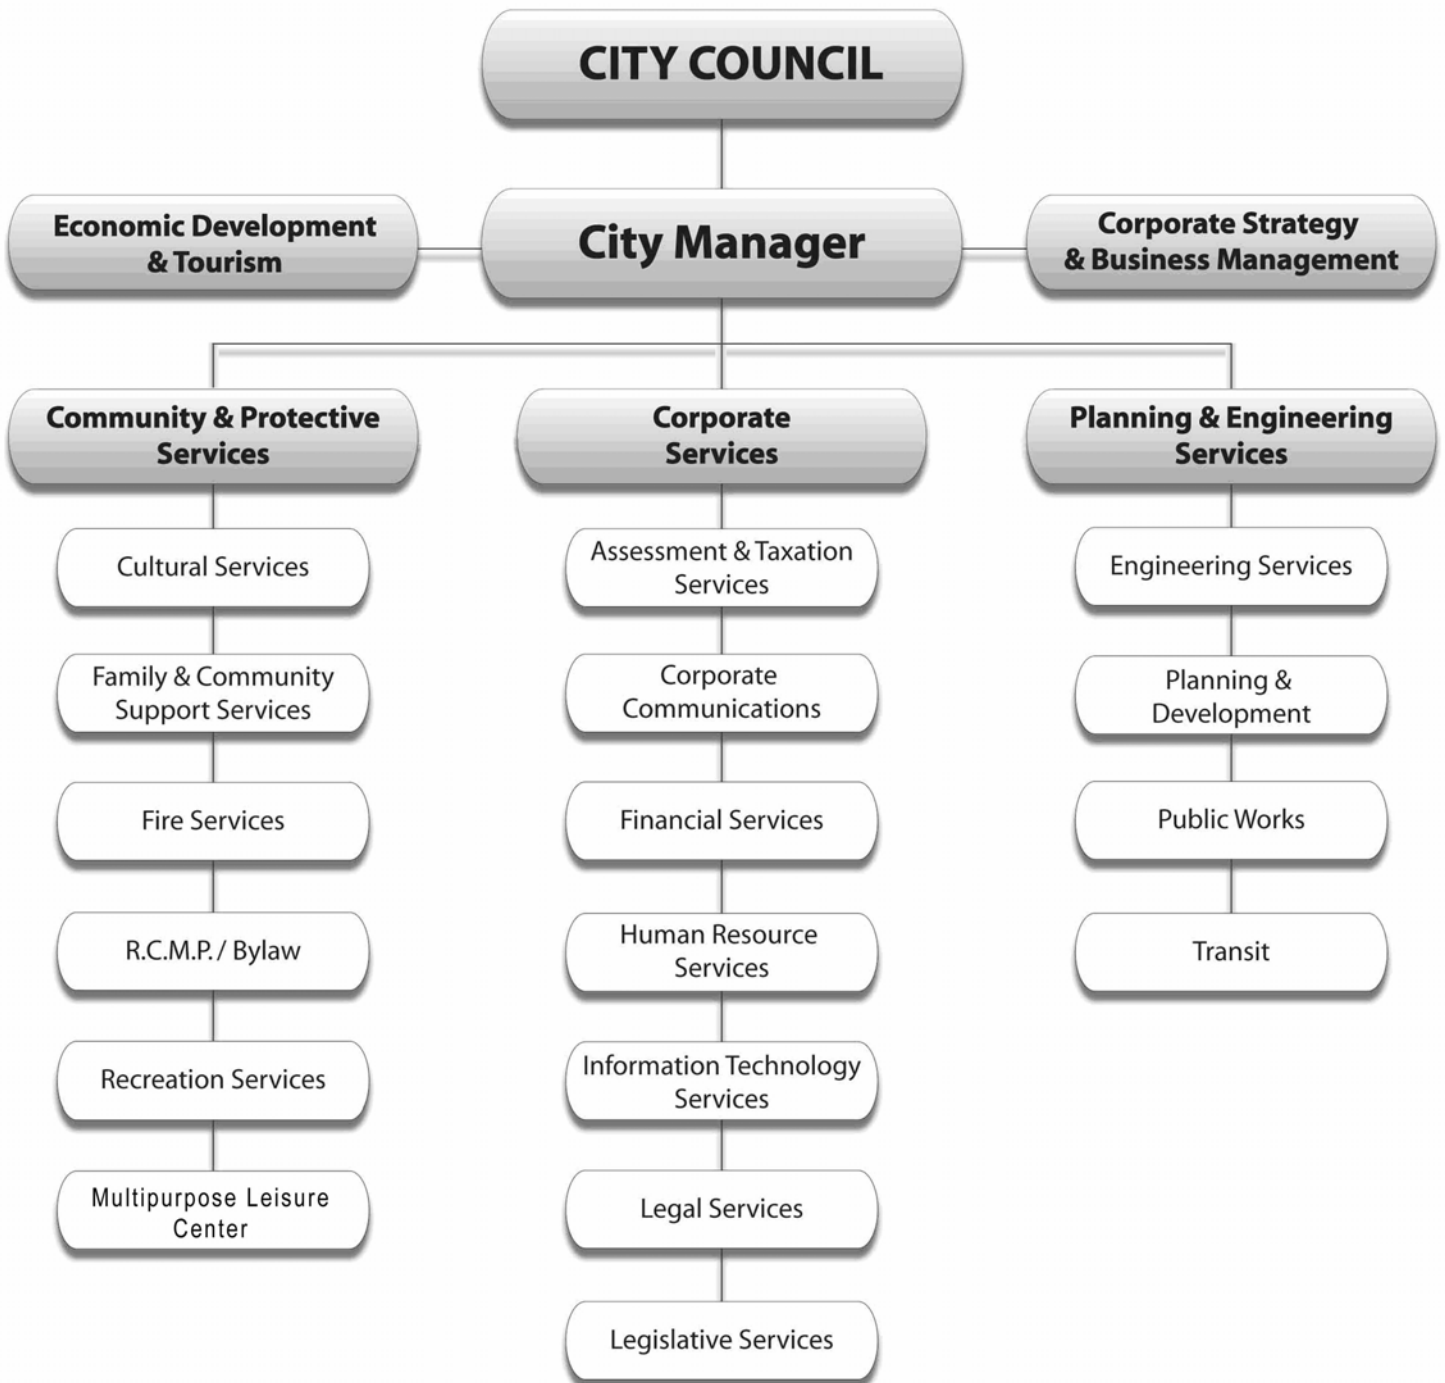 CITY COUNCIL
Economic Development
& Tourism
City Manager
Corporate Strategy
& Business Management
Community & Protective
Services
Corporate
Services
Planning & Engineering
Services
Cultural Services
Family & Community
Support Services
Fire Services
R.C.M.P. / Bylaw
Recreation Services
Multipurpose Leisure
Center
Assessment & Taxation
Services
Corporate
Communications
Financial Services
Human Resource
Services
Information Technology
Services
Legal Services
Legislative Services
Engineering Services
Planning &
Development
Public Works
Transit